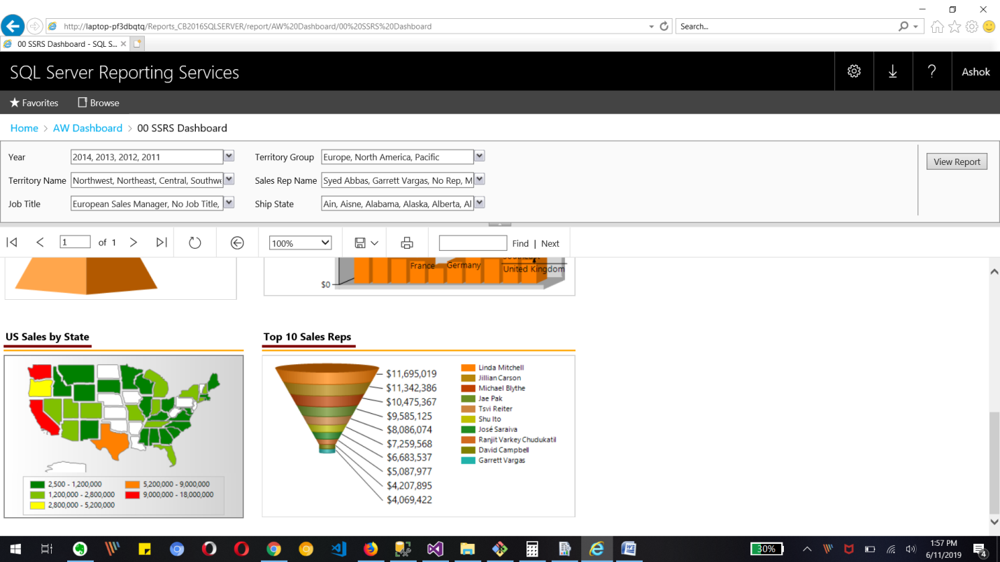 http://laptop-pf3dbqtq/Reports_CB2016SQLSERVER/report/AW%20Dashboard/00%20SSRS%20Dashboard
Search...
00 SSRS Dashboard - SQL S...
SQL Server Reporting Services
? Ashok
Favorites Browse
Home > AW Dashboard > 00 SSRS Dashboard
Year 2014, 2013, 2012, 2011 Territory Group Europe, North America, Pacific View Report
Territory Name Northwest, Northeast, Central, Southwe Sales Rep Name Syed Abbas, Garrett Vargas, No Rep, M
Job Title European Sales Manager, No Job Title, Ship State Ain, Aisne, Alabama, Alaska, Alberta, Al
1 of 1 100% Find | Next
France Germany United Kingdom
$0
US Sales by State
2,500 - 1,200,000
1,200,000 - 2,800,000
2,800,000 - 5,200,000
5,200,000 - 9,000,000
9,000,000 - 18,000,000
Top 10 Sales Reps
$11,695,019
$11,342,386
$10,475,367
$9,585,125
$8,086,074
$7,259,568
$6,683,537
$5,087,977
$4,207,895
$4,069,422
Linda Mitchell
Jillian Carson
Michael Blythe
Jae Pak
Tsvi Reiter
Shu Ito
José Saraiva
Ranjit Varkey Chudukatil
David Campbell
Garrett Vargas
30%
1:57 PM
6/11/2019
4